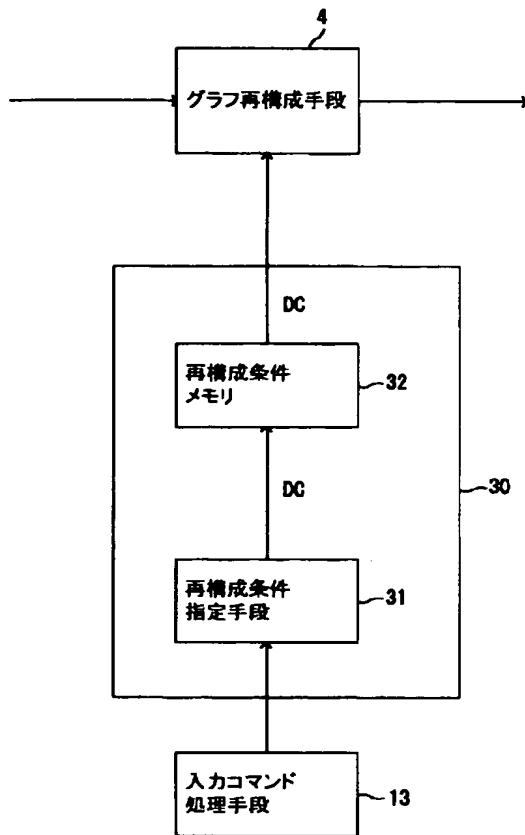 4
グラフ再構成手段
DC
再構成条件
メモリ
32
DC
30
再構成条件
指定手段
31
入力コマンド
処理手段
13